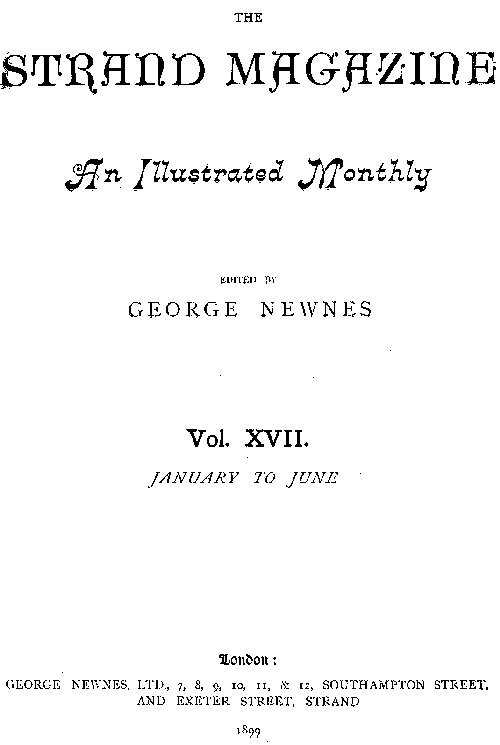 THE
STRAND MAGAZINE
An Illustrated Monthly
EDITED BY
GEORGE NEWNES
Vol. XVII.
JANUARY TO JUNE
London:
GEORGE NEWNES, LTD., 7, 8, 9, 10, 11, & 12, SOUTHAMPTON STREET,
AND EXETER STREET, STRAND
1899